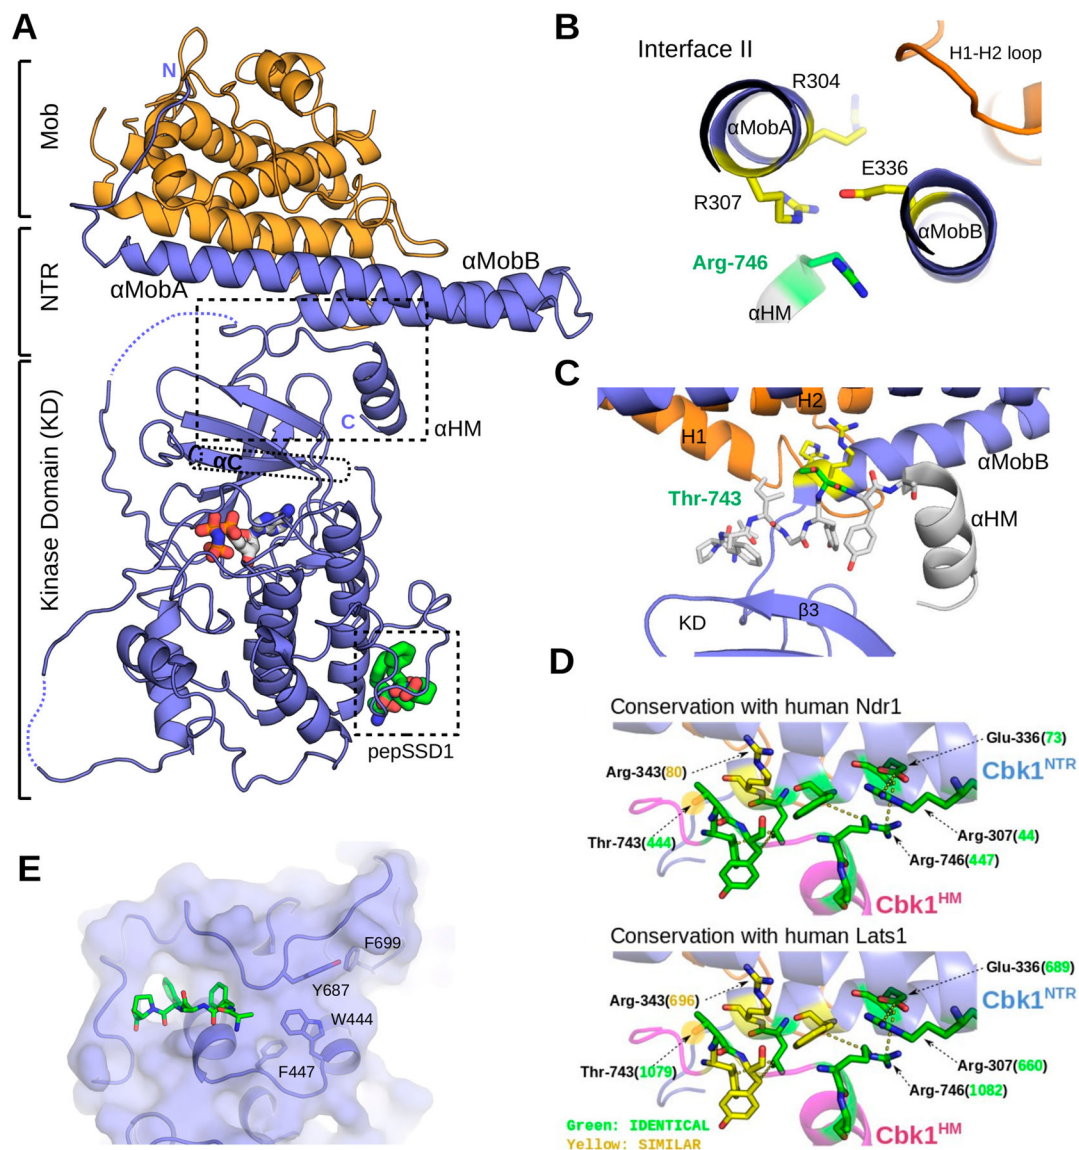 A
Mob
NTR
Kinase Domain (KD)
N
αMobA
αMobB
C
αHM
αC
pepSSD1
B
Interface II
H1-H2 loop
R304
αMobA
E336
R307
αMobB
Arg-746
αHM
C
H2
H1
αMobB
Thr-743
αHM
β3
KD
D
Conservation with human Ndr1
Glu-336(73)
Arg-343(80)
Cbk1NTR
Thr-743(444)
Arg-307(44)
Arg-746(447)
Cbk1HM
Conservation with human Lats1
Glu-336(689)
Arg-343(696)
Cbk1NTR
Thr-743(1079)
Arg-307(660)
Arg-746(1082)
Green: IDENTICAL
Yellow: SIMILAR
Cbk1HM
E
F699
Y687
W444
F447